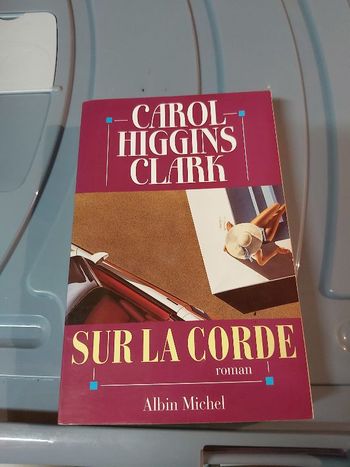 CAROL
HIGGINS
CLARK
SUR LA CORDE
roman
Albin Michel